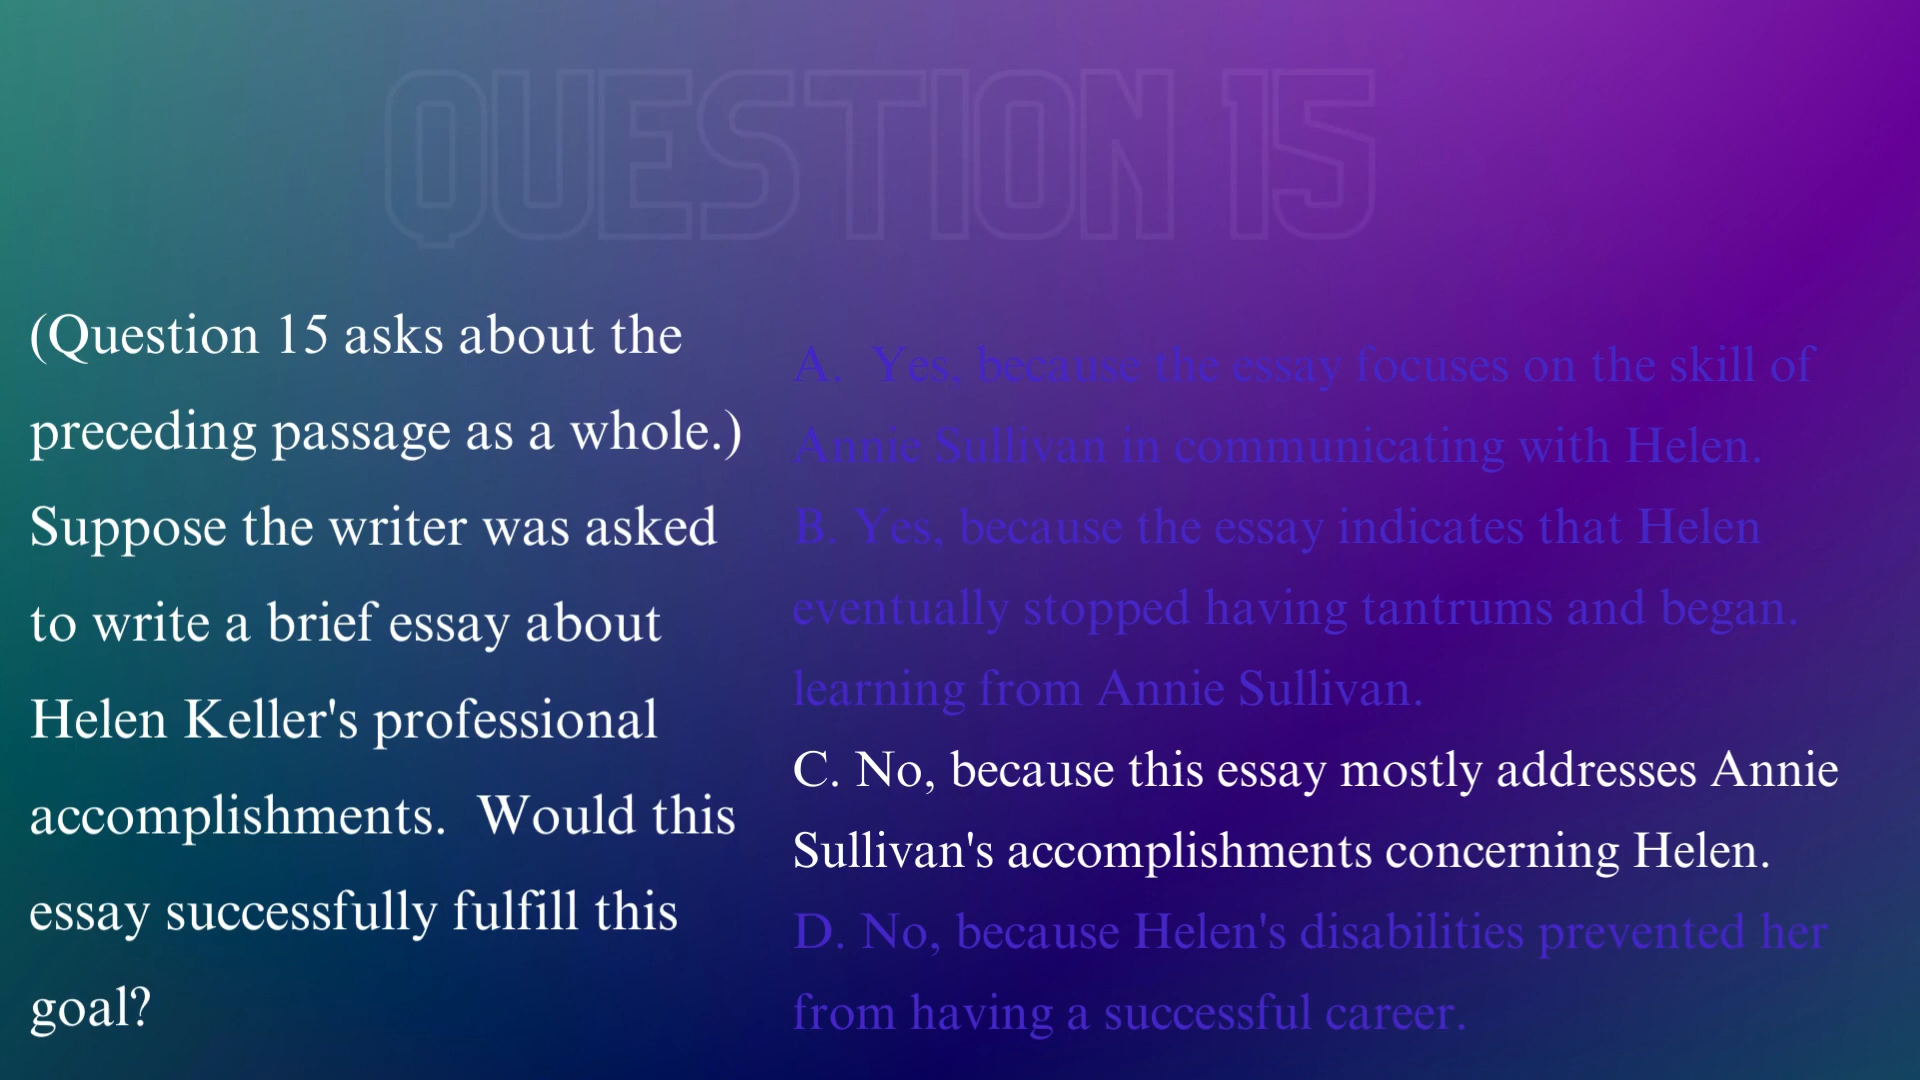 QUESTION 15
(Question 15 asks about the
preceding passage as a whole.)
Suppose the writer was asked
to write a brief essay about
Helen Keller's professional
accomplishments.  Would this
essay successfully fulfill this
goal?
A.  Yes, because the essay focuses on the skill of
Annie Sullivan in communicating with Helen.
B. Yes, because the essay indicates that Helen
eventually stopped having tantrums and began.
learning from Annie Sullivan.
C. No, because this essay mostly addresses Annie
Sullivan's accomplishments concerning Helen.
D. No, because Helen's disabilities prevented her
from having a successful career.